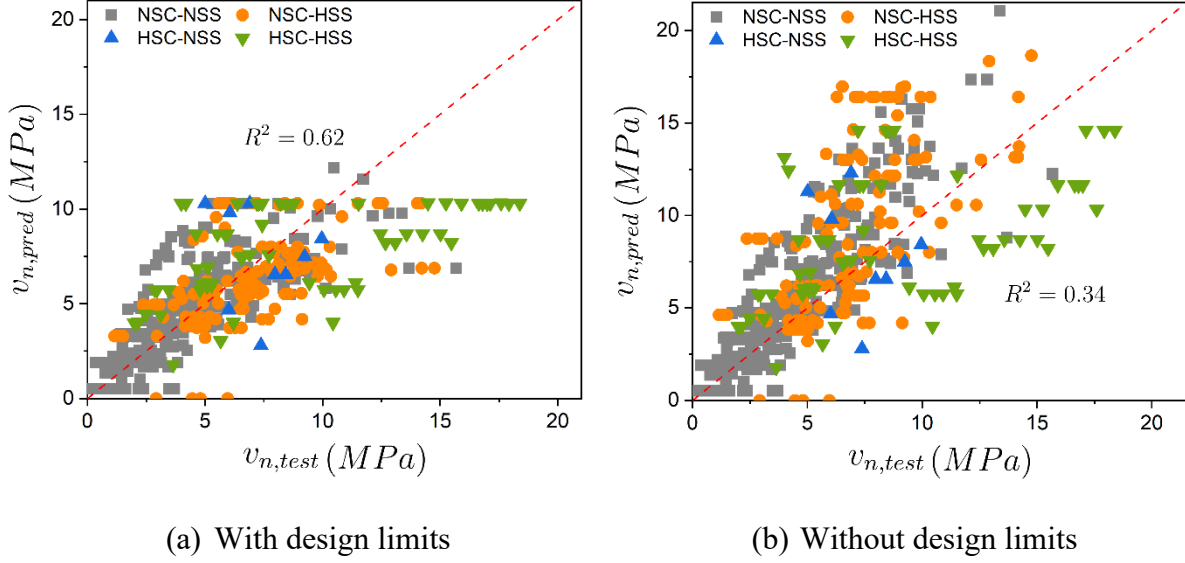 NSC-NSS NSC-HSS
HSC-NSS HSC-HSS
R² = 0.62
v_{n,pred} (MPa)
20
15
10
5
0
0 5 10 15 20
v_{n,test} (MPa)
(a) With design limits
NSC-NSS NSC-HSS
HSC-NSS HSC-HSS
R² = 0.34
v_{n,pred} (MPa)
20
15
10
5
0
0 5 10 15 20
v_{n,test} (MPa)
(b) Without design limits